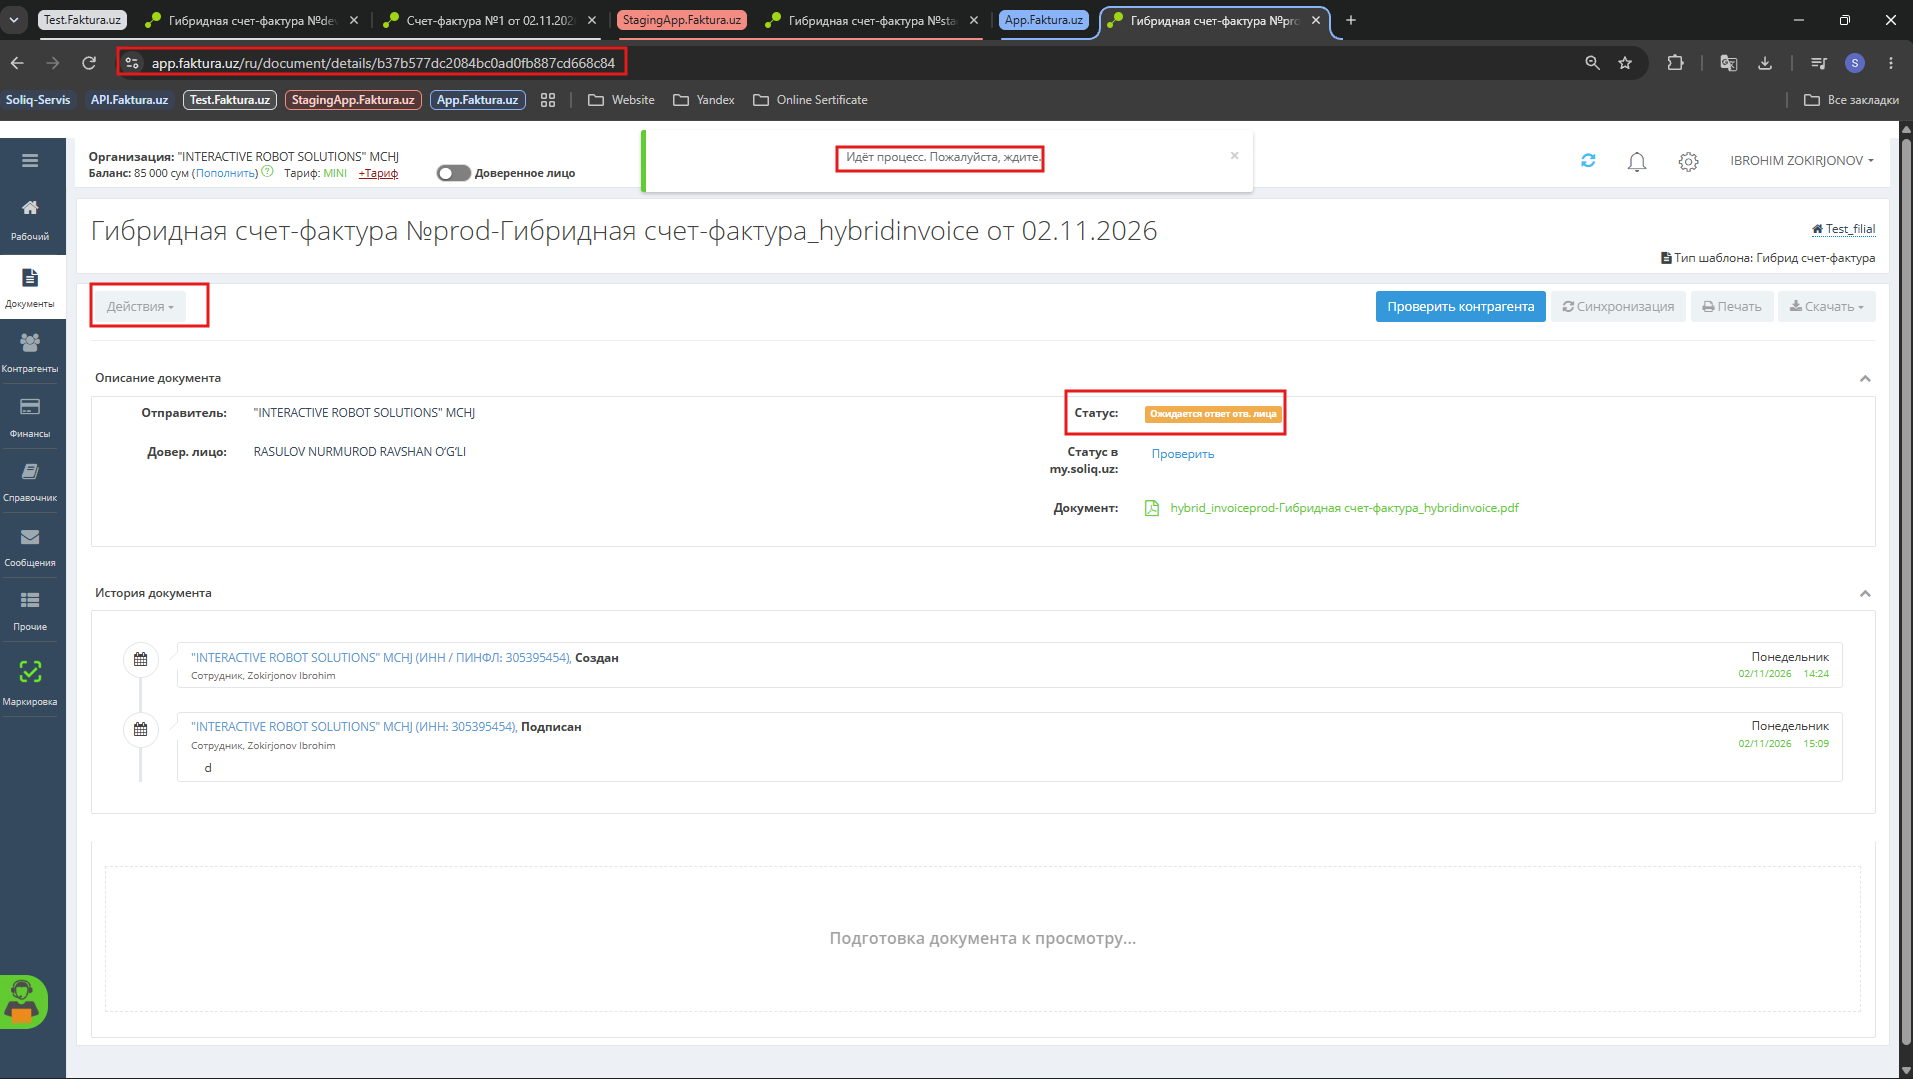 Test.Faktura.uz
Гибридная счет-фактура №dev
Счет-фактура №1 от 02.11.202
StagingApp.Faktura.uz
Гибридная счет-фактура №sta
App.Faktura.uz
Гибридная счет-фактура №pro
app.faktura.uz/ru/document/details/b37b577dc2084bc0ad0fb887cd668c84
S
Soliq-Servis
API.Faktura.uz
Test.Faktura.uz
StagingApp.Faktura.uz
App.Faktura.uz
Website
Yandex
Online Sertificate
Все закладки
Организация: "INTERACTIVE ROBOT SOLUTIONS" MCHJ
Баланс: 85 000 сум (Пополнить) ? Тариф: MINI +Тариф
Доверенное лицо
Идёт процесс. Пожалуйста, ждите.
×
IBROHIM ZOKIRJONOV
Рабочий
Документы
Контрагенты
Финансы
Справочник
Сообщения
Прочие
Маркировка
Гибридная счет-фактура №prod-Гибридная счет-фактура_hybridinvoice от 02.11.2026
Test_filial
Тип шаблона: Гибрид счет-фактура
Действия
Проверить контрагента
Синхронизация
Печать
Скачать
Описание документа
Отправитель: "INTERACTIVE ROBOT SOLUTIONS" MCHJ
Статус: Ожидается ответ отв. лица
Довер. лицо: RASULOV NURMUROD RAVSHAN O‘G‘LI
Статус в my.soliq.uz: Проверить
Документ: hybrid_invoiceprod-Гибридная счет-фактура_hybridinvoice.pdf
История документа
"INTERACTIVE ROBOT SOLUTIONS" MCHJ (ИНН / ПИНФЛ: 305395454), Создан
Сотрудник, Zokirjonov Ibrohim
Понедельник
02/11/2026 14:24
"INTERACTIVE ROBOT SOLUTIONS" MCHJ (ИНН: 305395454), Подписан
Сотрудник, Zokirjonov Ibrohim
d
Понедельник
02/11/2026 15:09
Подготовка документа к просмотру...